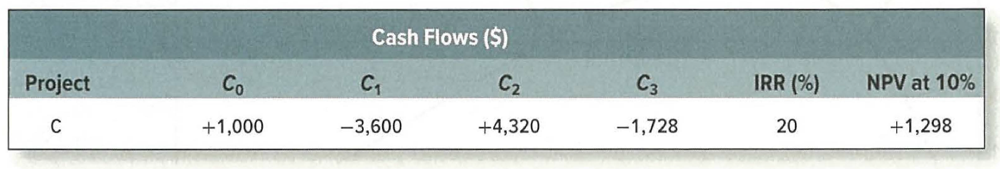 Cash Flows ($)
Project C₀ C₁ C₂ C₃ IRR (%) NPV at 10%
C +1,000 −3,600 +4,320 −1,728 20 +1,298